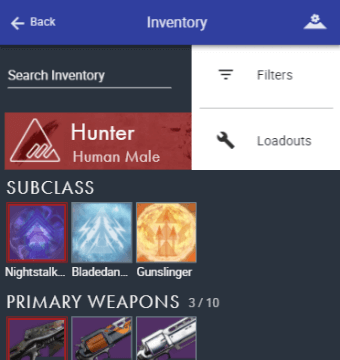 Back
Inventory
Search Inventory
Filters
Hunter
Human Male
Loadouts
SUBCLASS
Nightstalk... Bladedan... Gunslinger
PRIMARY WEAPONS 3 / 10